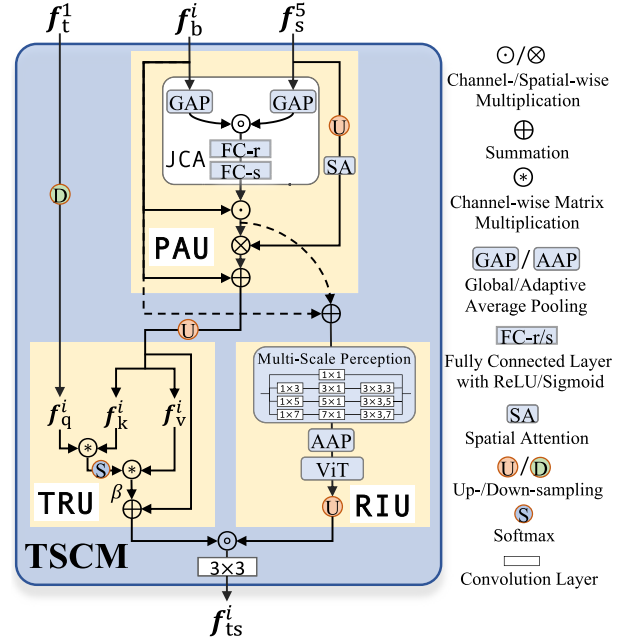 f_t^1
f_b^i
f_s^5
GAP
GAP
U
JCA
FC-r
FC-s
SA
D
PAU
U
Multi-Scale Perception
1×1
1×3 3×1 3×3,3
1×5 5×1 3×3,5
1×7 7×1 3×3,7
f_q^i
f_k^i
f_v^i
AAP
S
ViT
β
U
TRU
RIU
TSCM
3×3
f_ts^i
/
Channel-/Spatial-wise
Multiplication
Summation
Channel-wise Matrix
Multiplication
GAP / AAP
Global/Adaptive
Average Pooling
FC-r/s
Fully Connected Layer
with ReLU/Sigmoid
SA
Spatial Attention
U / D
Up-/Down-sampling
S
Softmax
Convolution Layer